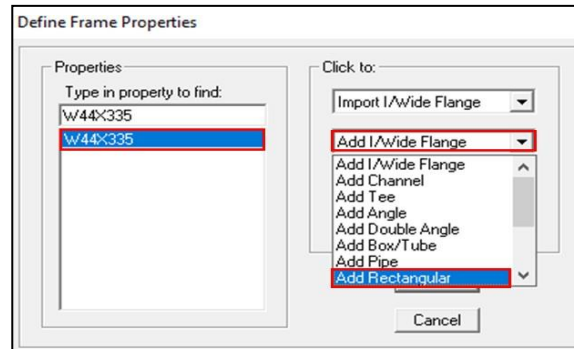 Define Frame Properties
Properties
Type in property to find:
W44X335
W44X335
Click to:
Import I/Wide Flange
Add I/Wide Flange
Add I/Wide Flange
Add Channel
Add Tee
Add Angle
Add Double Angle
Add Box/Tube
Add Pipe
Add Rectangular
Cancel